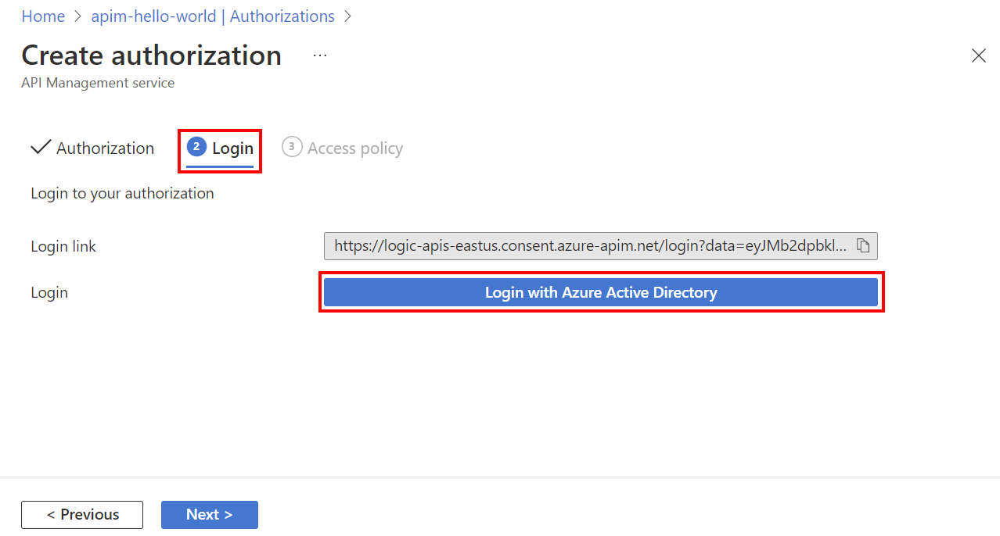 Home > apim-hello-world | Authorizations >
Create authorization ...
API Management service
Authorization 2 Login 3 Access policy
Login to your authorization
Login link https://logic-apis-eastus.consent.azure-apim.net/login?data=eyJMb2dpbkl...
Login Login with Azure Active Directory
< Previous Next >